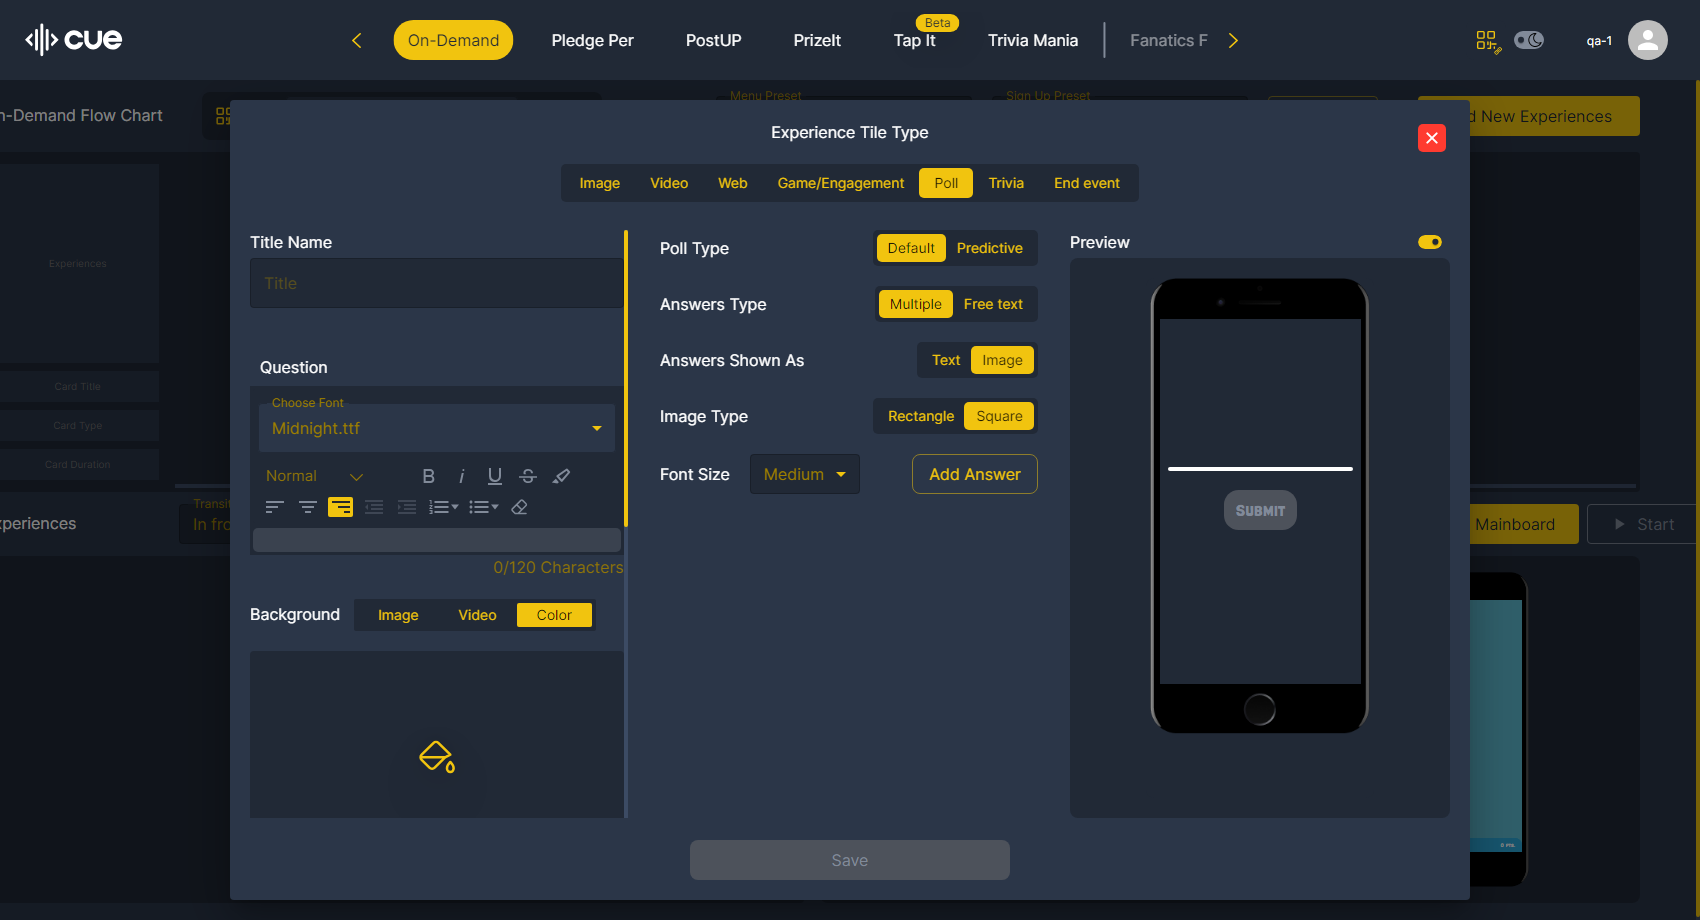 cue
On-Demand
Pledge Per
PostUP
PrizeIt
Beta
Tap It
Trivia Mania
Fanatics F
qa-1
n-Demand Flow Chart
Menu Preset
Sign Up Preset
d New Experiences
Experience Tile Type
Image
Video
Web
Game/Engagement
Poll
Trivia
End event
Title Name
Title
Question
Choose Font
Midnight.ttf
Normal
0/120 Characters
Background
Image
Video
Color
Poll Type
Default
Predictive
Answers Type
Multiple
Free text
Answers Shown As
Text
Image
Image Type
Rectangle
Square
Font Size
Medium
Add Answer
Preview
SUBMIT
Save
Experiences
Card Title
Card Type
Card Duration
periences
Transit
In fro
Mainboard
Start